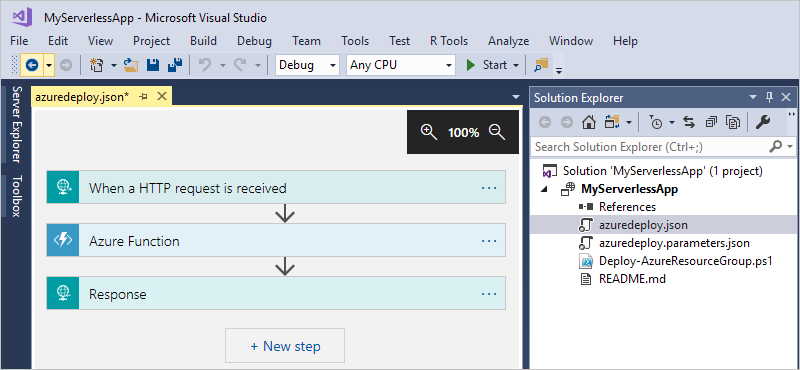 MyServerlessApp - Microsoft Visual Studio
File Edit View Project Build Debug Team Tools Test R Tools Analyze Window Help
Debug Any CPU Start
Server Explorer
Toolbox
azuredeploy.json*
100%
When a HTTP request is received
Azure Function
Response
+ New step
Solution Explorer
Search Solution Explorer (Ctrl+;)
Solution 'MyServerlessApp' (1 project)
MyServerlessApp
References
azuredeploy.json
azuredeploy.parameters.json
Deploy-AzureResourceGroup.ps1
README.md